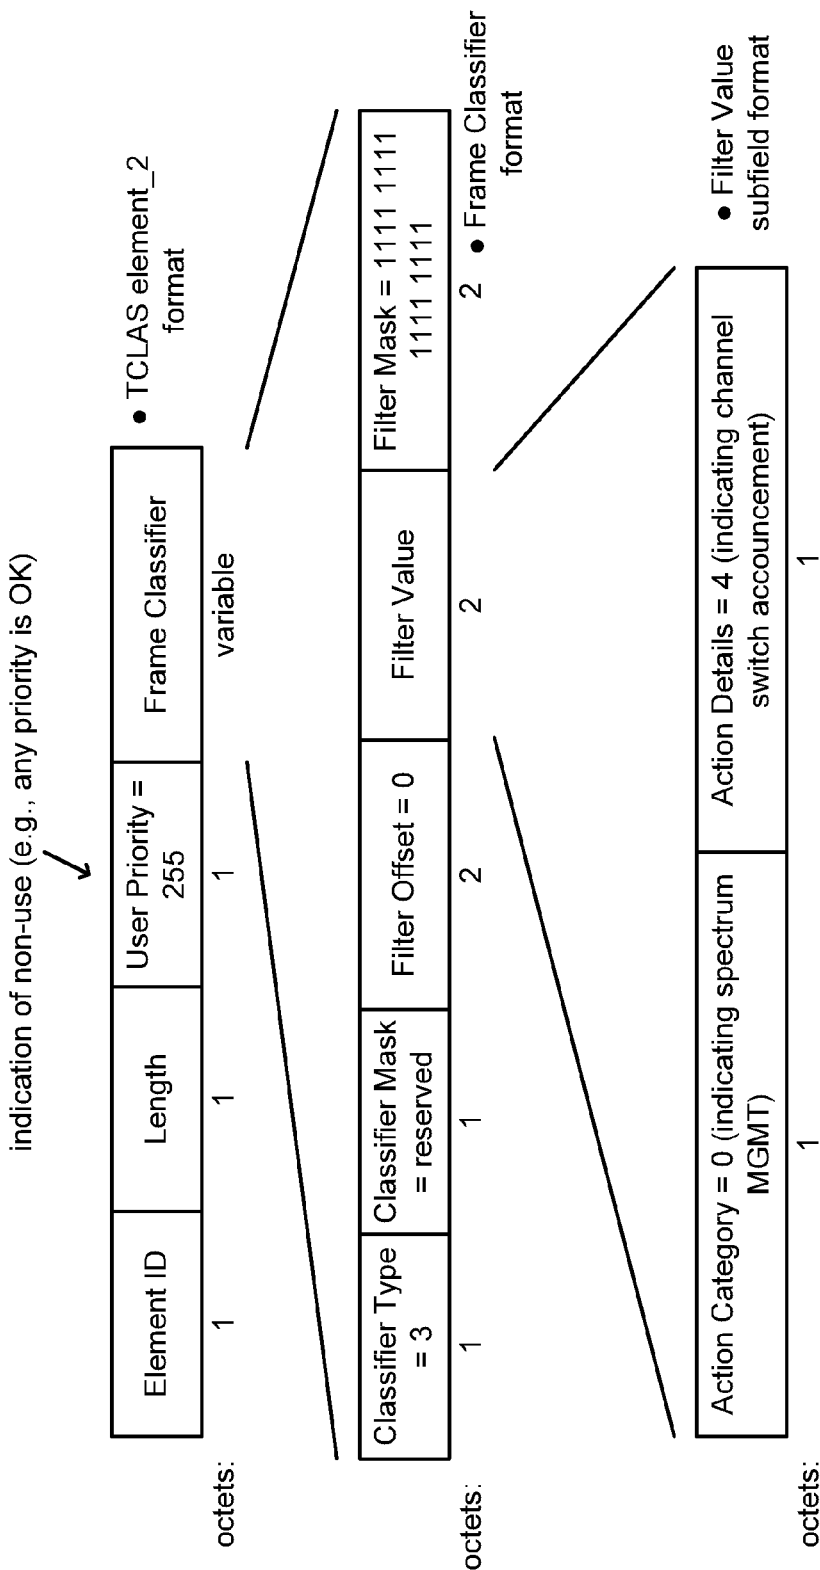 indication of non-use (e.g., any priority is OK)
Element ID
Length
User Priority =
255
Frame Classifier
• TCLAS element_2
format
octets:
1
1
1
variable
Classifier Type
= 3
Classifier Mask
= reserved
Filter Offset = 0
Filter Value
Filter Mask = 1111 1111
1111 1111
octets:
1
1
2
2
2
• Frame Classifier
format
Action Category = 0 (indicating spectrum
MGMT)
Action Details = 4 (indicating channel
switch accouncement)
• Filter Value
subfield format
octets:
1
1